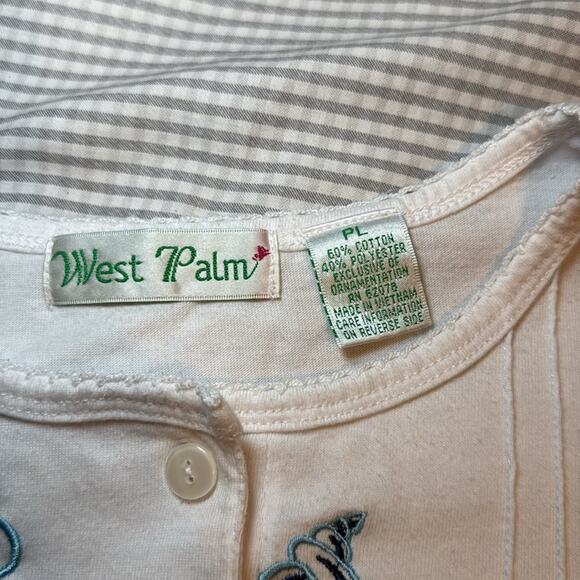 West Palm
PL
60% COTTON
40% POLYESTER
EXCLUSIVE OF
ORNAMENTATION
RN 62078
MADE IN VIETNAM
CARE INFORMATION
ON REVERSE SIDE